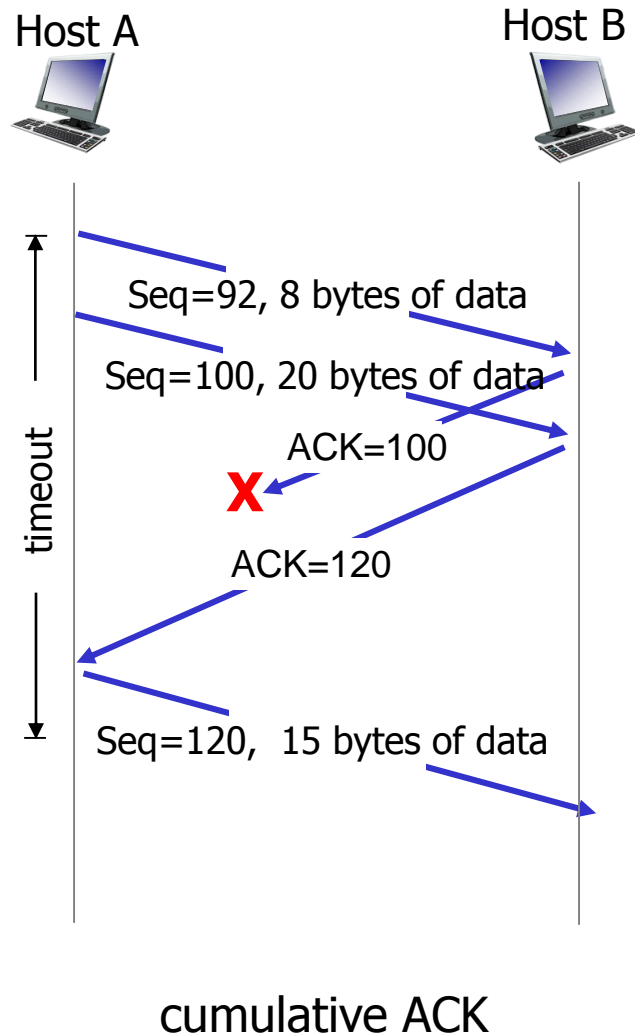 Host A
Host B
Seq=92, 8 bytes of data
Seq=100, 20 bytes of data
ACK=100
X
timeout
ACK=120
Seq=120, 15 bytes of data
cumulative ACK